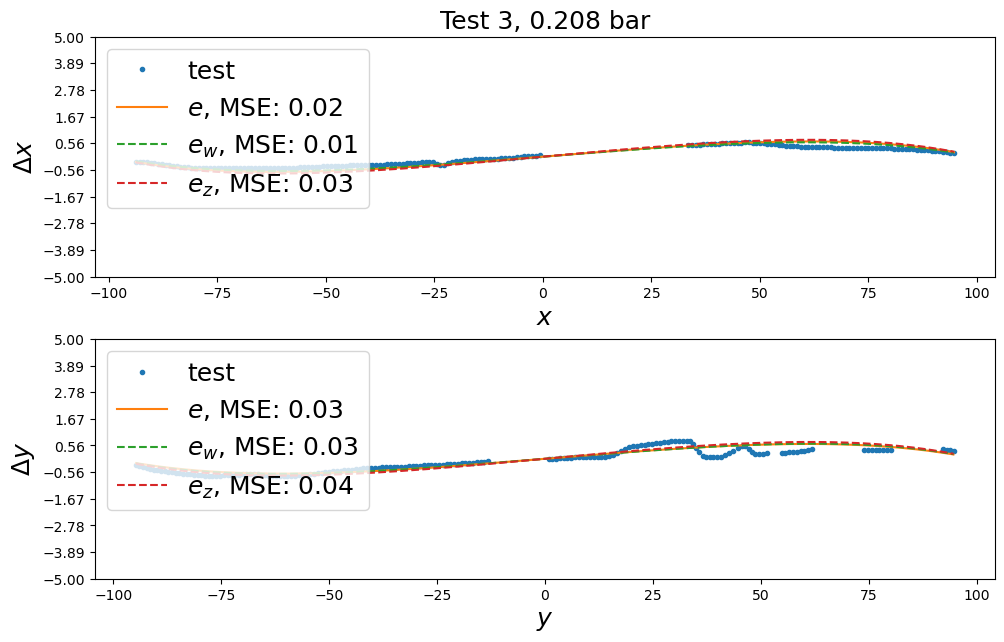 Test 3, 0.208 bar
5.00
3.89
2.78
1.67
0.56
−0.56
−1.67
−2.78
−3.89
−5.00
Δx
test
e, MSE: 0.02
e_w, MSE: 0.01
e_z, MSE: 0.03
−100 −75 −50 −25 0 25 50 75 100
x
5.00
3.89
2.78
1.67
0.56
−0.56
−1.67
−2.78
−3.89
−5.00
Δy
test
e, MSE: 0.03
e_w, MSE: 0.03
e_z, MSE: 0.04
−100 −75 −50 −25 0 25 50 75 100
y